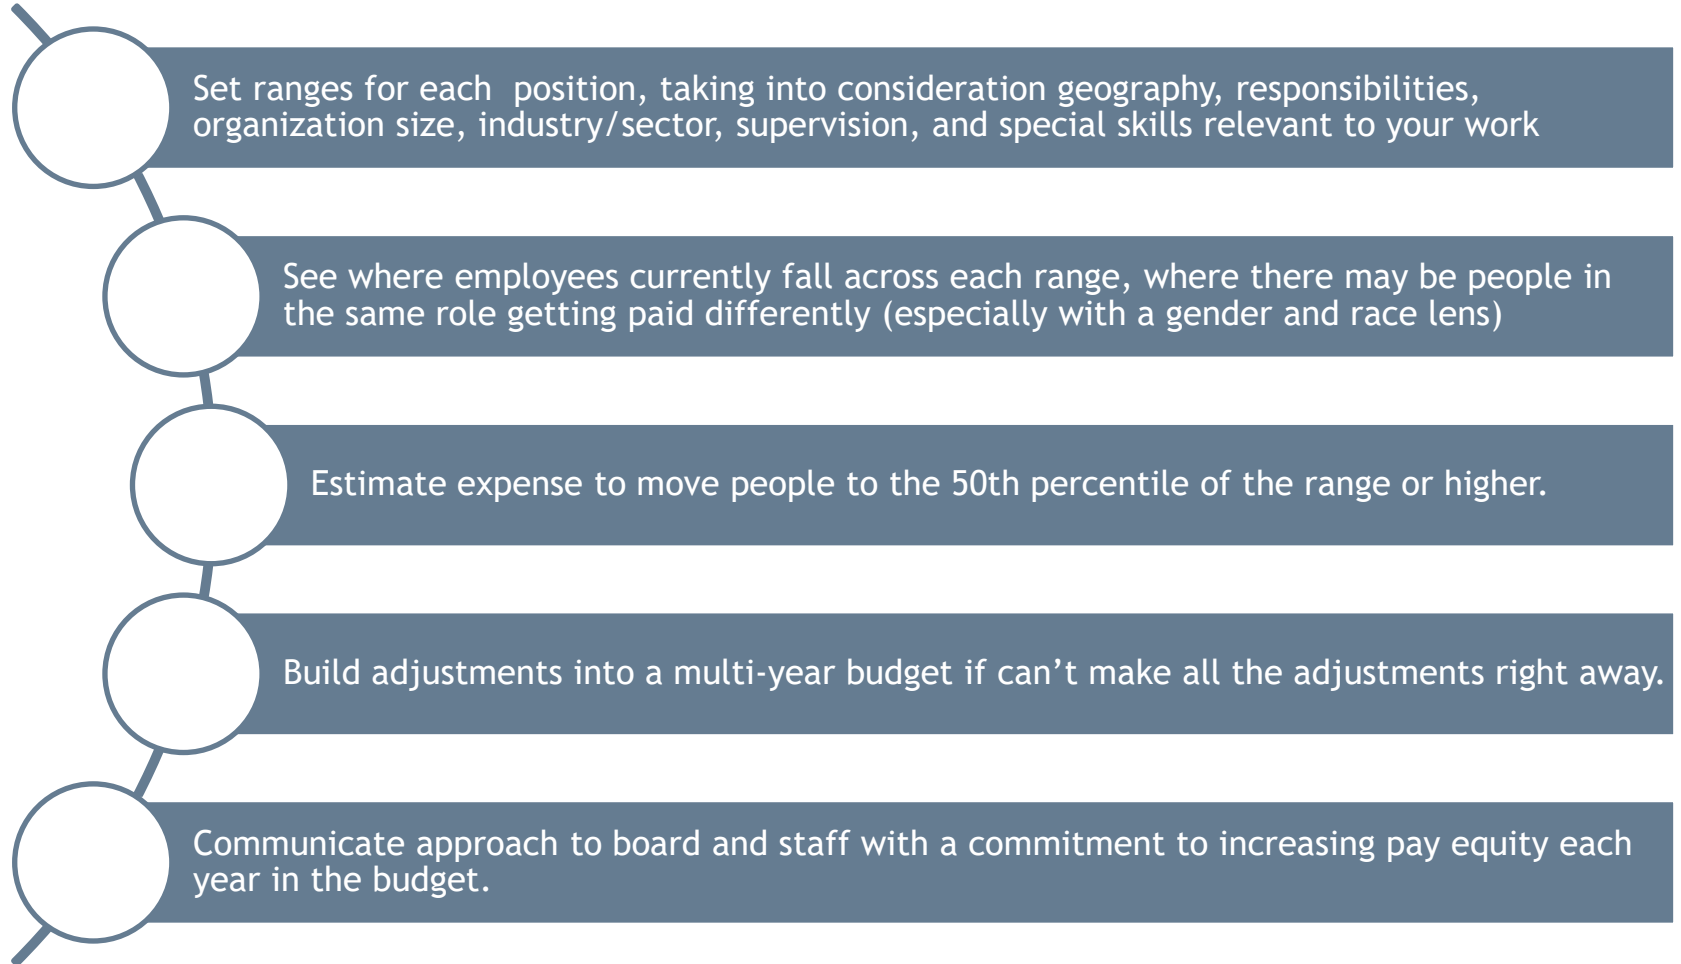 Set ranges for each  position, taking into consideration geography, responsibilities,
organization size, industry/sector, supervision, and special skills relevant to your work
See where employees currently fall across each range, where there may be people in
the same role getting paid differently (especially with a gender and race lens)
Estimate expense to move people to the 50th percentile of the range or higher.
Build adjustments into a multi-year budget if can’t make all the adjustments right away.
Communicate approach to board and staff with a commitment to increasing pay equity each
year in the budget.